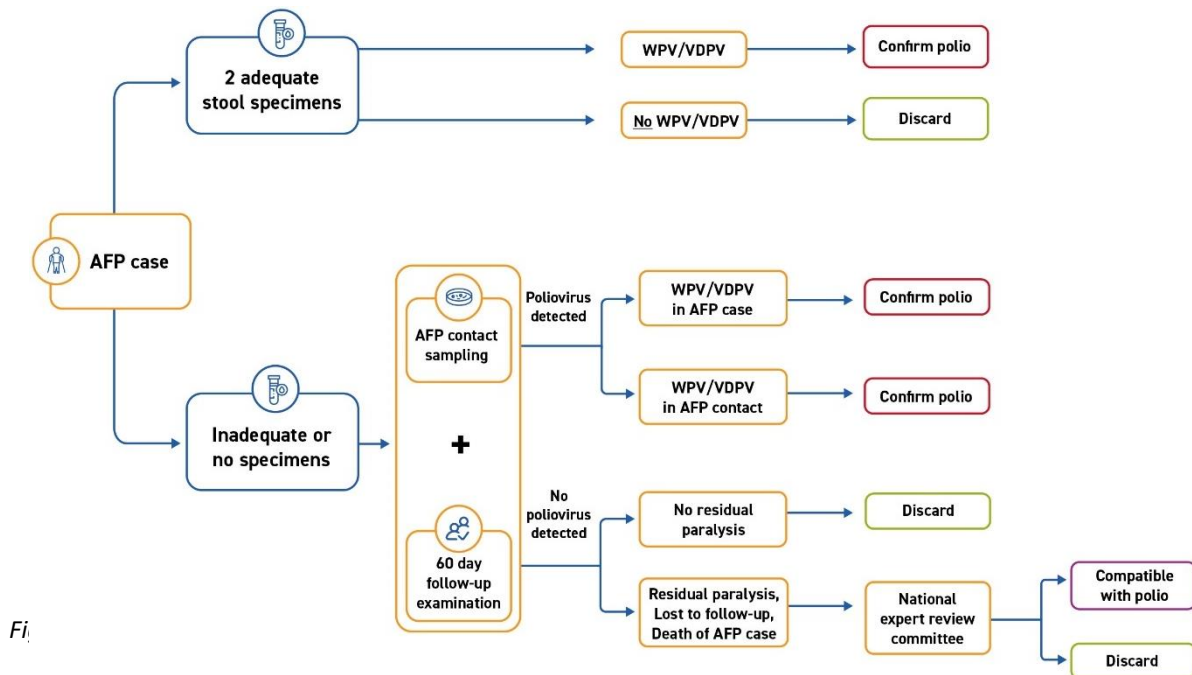 2 adequate
stool specimens
WPV/VDPV
Confirm polio
No WPV/VDPV
Discard
AFP case
Inadequate or
no specimens
AFP contact
sampling
+
60 day
follow-up
examination
Poliovirus
detected
WPV/VDPV
in AFP case
Confirm polio
WPV/VDPV
in AFP contact
Confirm polio
No
poliovirus
detected
No residual
paralysis
Discard
Residual paralysis,
Lost to follow-up,
Death of AFP case
National
expert review
committee
Compatible
with polio
Discard